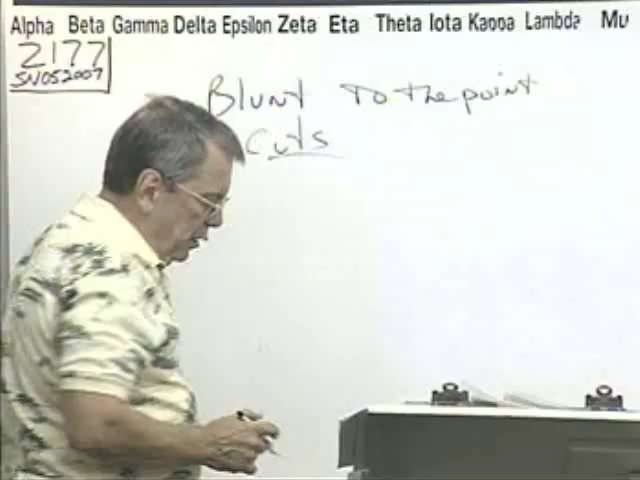 Alpha Beta Gamma Delta Epsilon Zeta Eta Theta Iota Kappa Lambda Mu
2177
SN052007
Blunt To the point
cuts